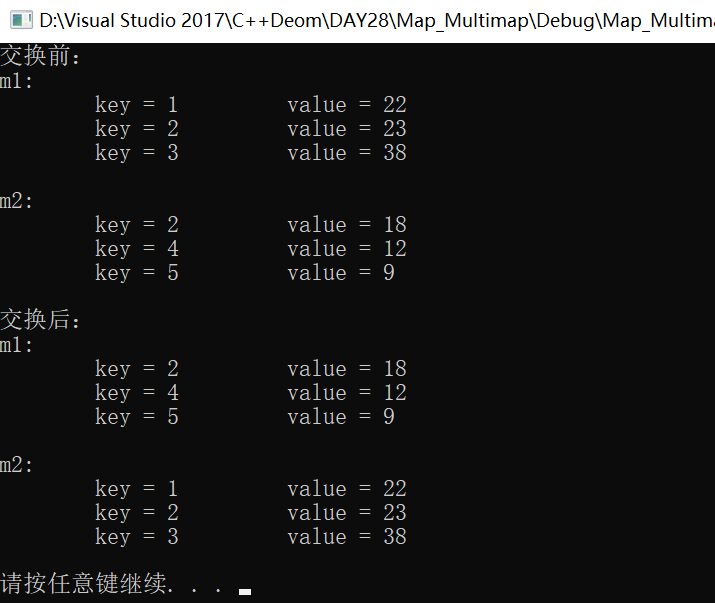 D:\Visual Studio 2017\C++Deom\DAY28\Map_Multimap\Debug\Map_Multima
交换前：
m1:
key = 1 value = 22
key = 2 value = 23
key = 3 value = 38
m2:
key = 2 value = 18
key = 4 value = 12
key = 5 value = 9
交换后：
m1:
key = 2 value = 18
key = 4 value = 12
key = 5 value = 9
m2:
key = 1 value = 22
key = 2 value = 23
key = 3 value = 38
请按任意键继续. . .